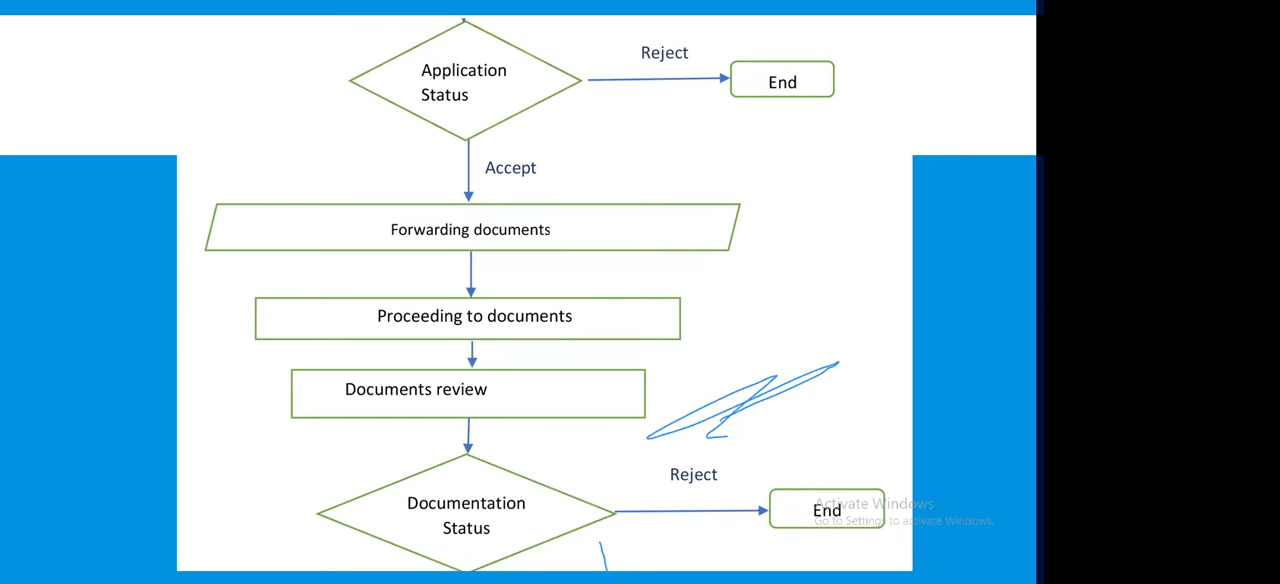 Reject
Application
Status
End
Accept
Forwarding documents
Proceeding to documents
Documents review
Reject
Documentation
Status
End
Activate Windows
Go to Settings to activate Windows.